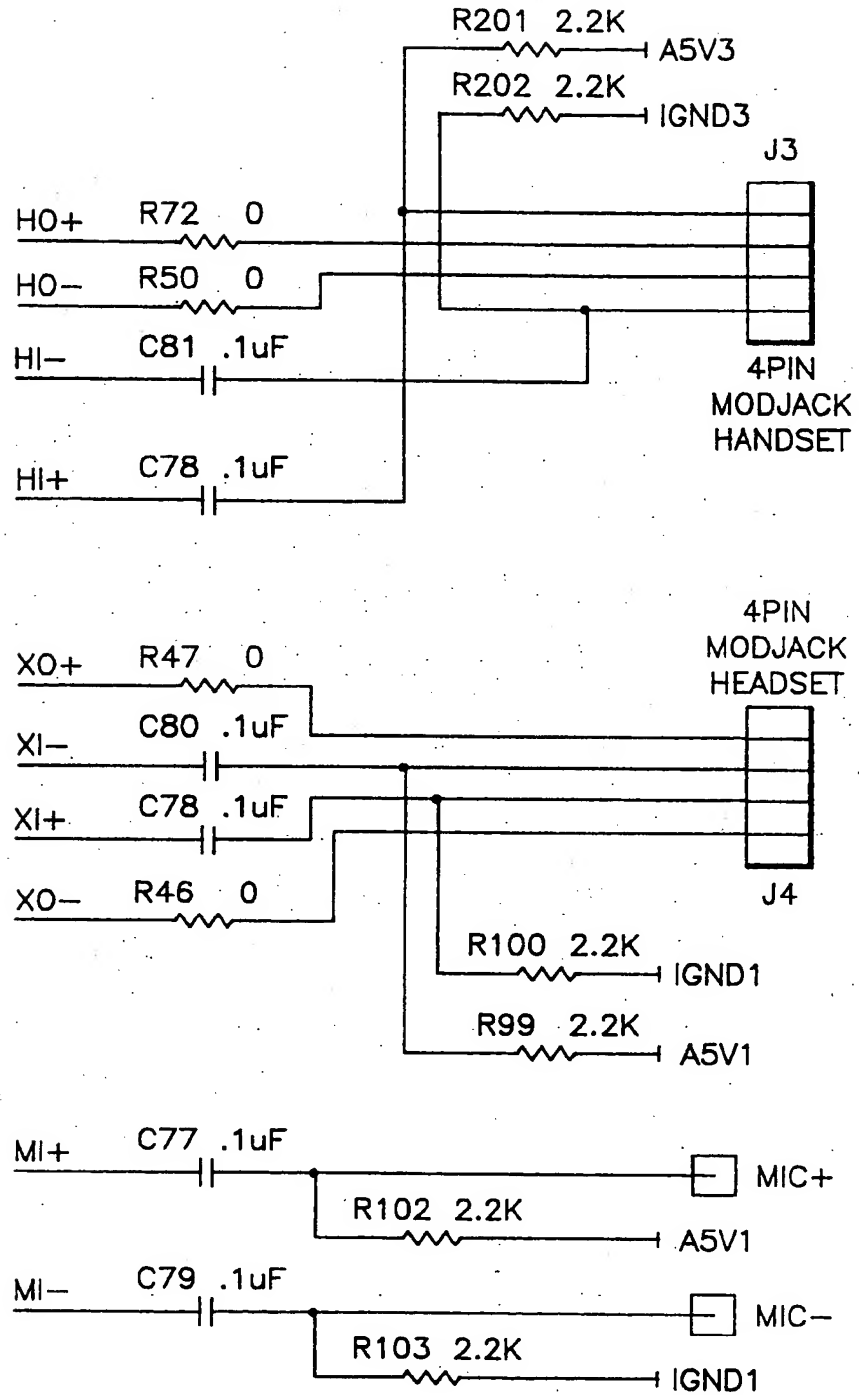 R201 2.2K
A5V3
R202 2.2K
IGND3
J3
HO+ R72 0
HO- R50 0
HI- C81 .1uF
4PIN
MODJACK
HANDSET
HI+ C78 .1uF
4PIN
MODJACK
HEADSET
XO+ R47 0
XI- C80 .1uF
XI+ C78 .1uF
XO- R46 0
J4
R100 2.2K
IGND1
R99 2.2K
A5V1
MI+ C77 .1uF
MIC+
R102 2.2K
A5V1
MI- C79 .1uF
MIC-
R103 2.2K
IGND1